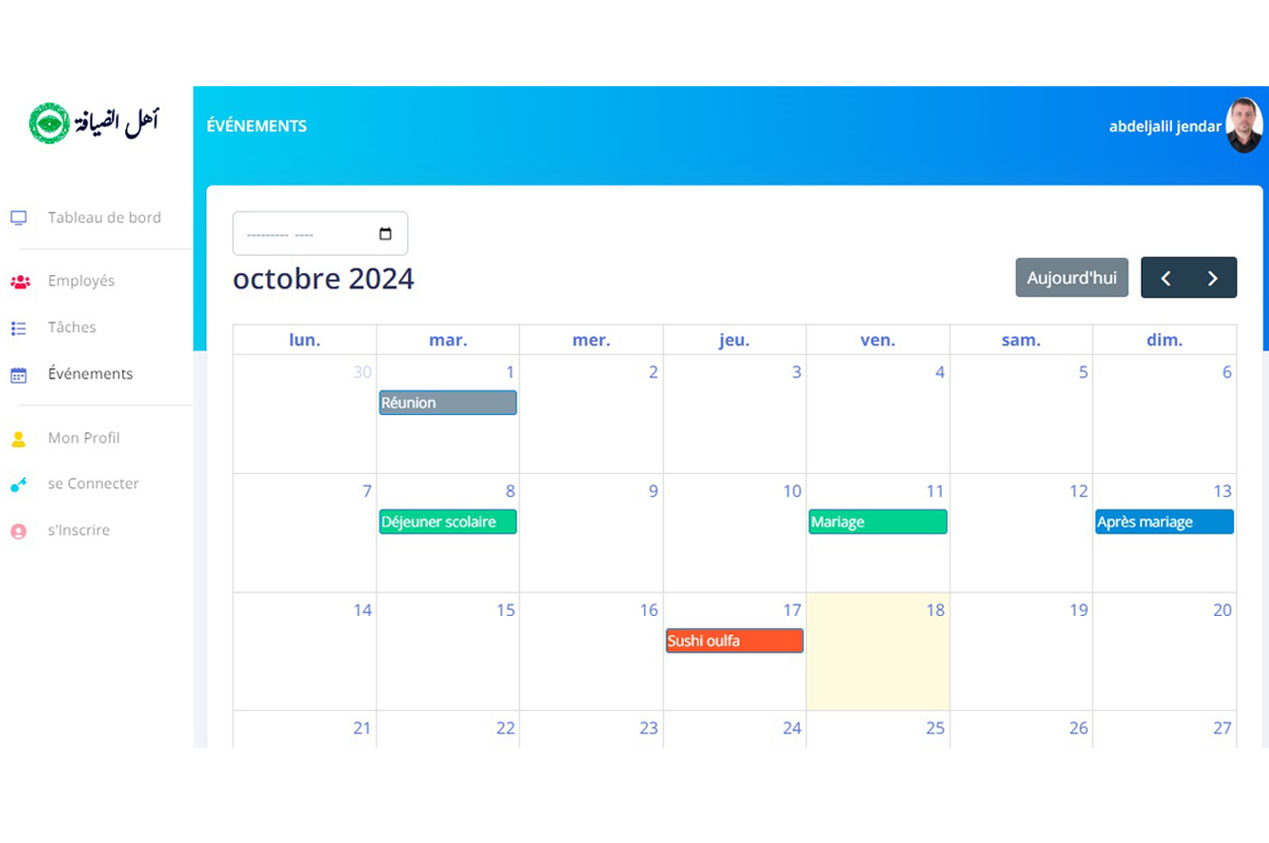 أهل الضيافة
ÉVÉNEMENTS
abdeljalil jendar
Tableau de bord
Employés
Tâches
Événements
Mon Profil
se Connecter
s'Inscrire
--------- ----
octobre 2024
Aujourd'hui
lun. mar. mer. jeu. ven. sam. dim.
30 1 2 3 4 5 6
Réunion
7 8 9 10 11 12 13
Déjeuner scolaire Mariage Après mariage
14 15 16 17 18 19 20
Sushi oulfa
21 22 23 24 25 26 27